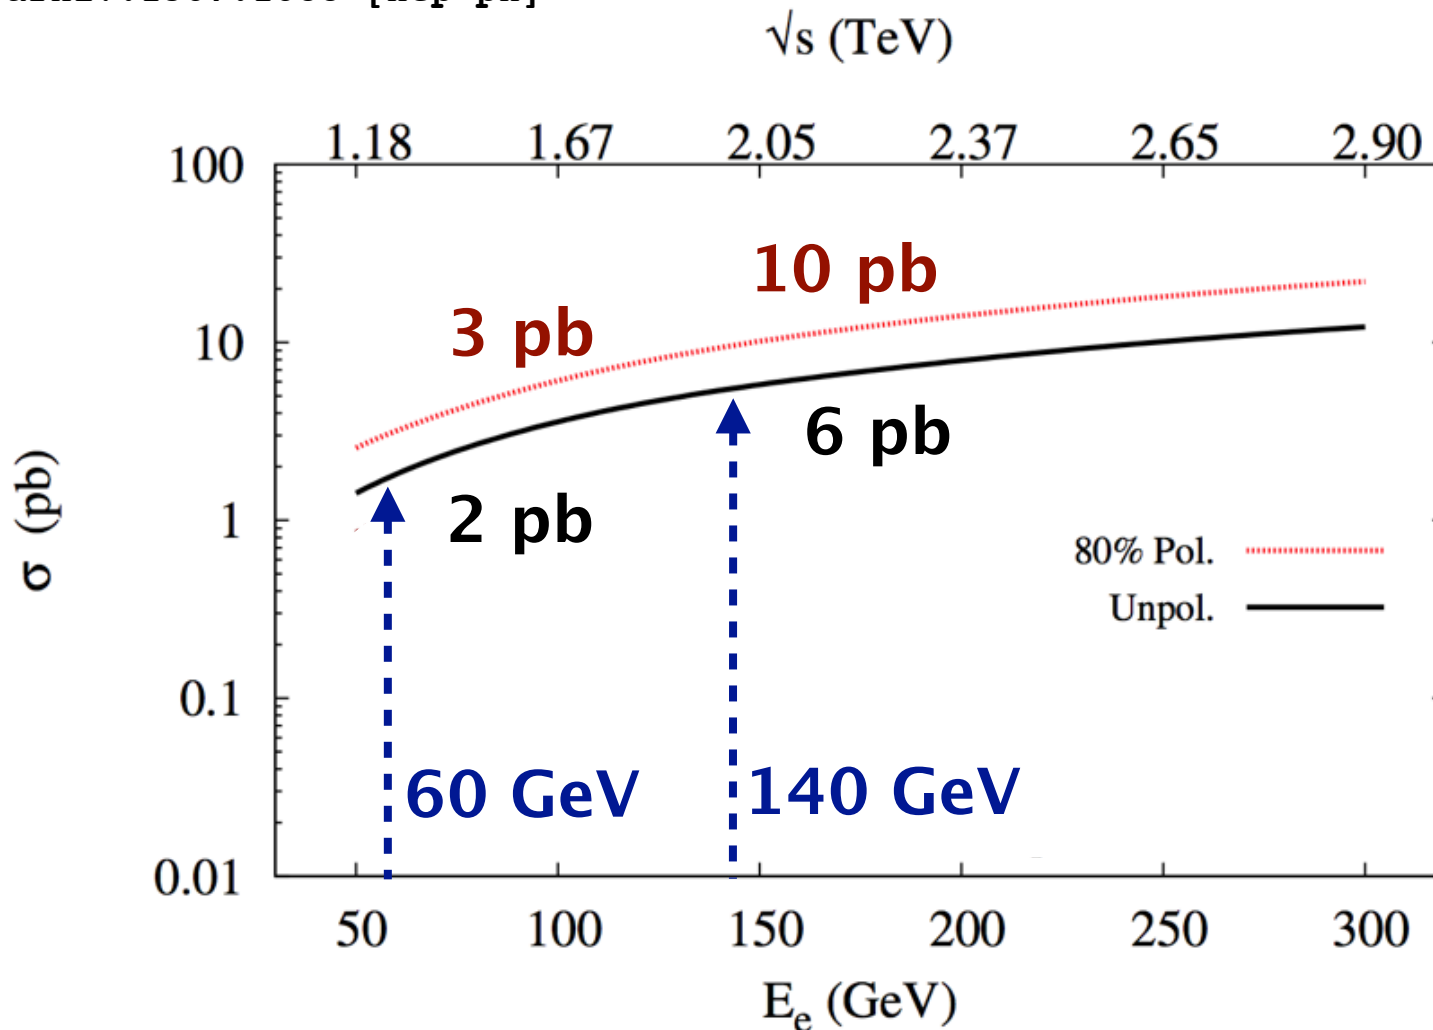 √s (TeV)
1.18 1.67 2.05 2.37 2.65 2.90
100
10
1
0.1
0.01
σ (pb)
10 pb
3 pb
6 pb
2 pb
80% Pol.
Unpol.
60 GeV
140 GeV
50 100 150 200 250 300
E_e (GeV)